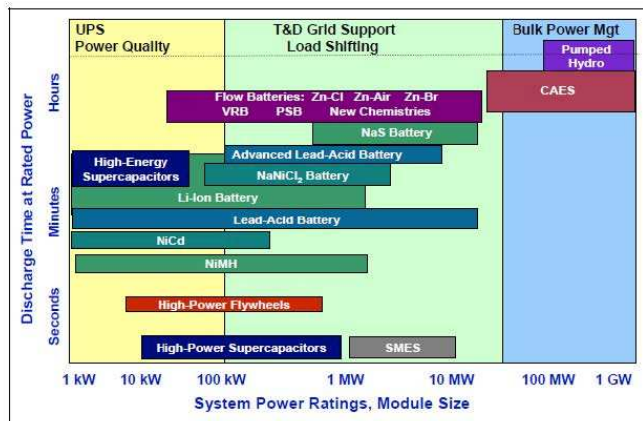 UPS
Power Quality
T&D Grid Support
Load Shifting
Bulk Power Mgt
Pumped
Hydro
CAES
Flow Batteries: Zn-Cl Zn-Air Zn-Br
VRB PSB New Chemistries
NaS Battery
Advanced Lead-Acid Battery
High-Energy
Supercapacitors
NaNiCl₂ Battery
Li-Ion Battery
Lead-Acid Battery
NiCd
NiMH
High-Power Flywheels
High-Power Supercapacitors
SMES
Discharge Time at Rated Power
Hours
Minutes
Seconds
1 kW 10 kW 100 kW 1 MW 10 MW 100 MW 1 GW
System Power Ratings, Module Size